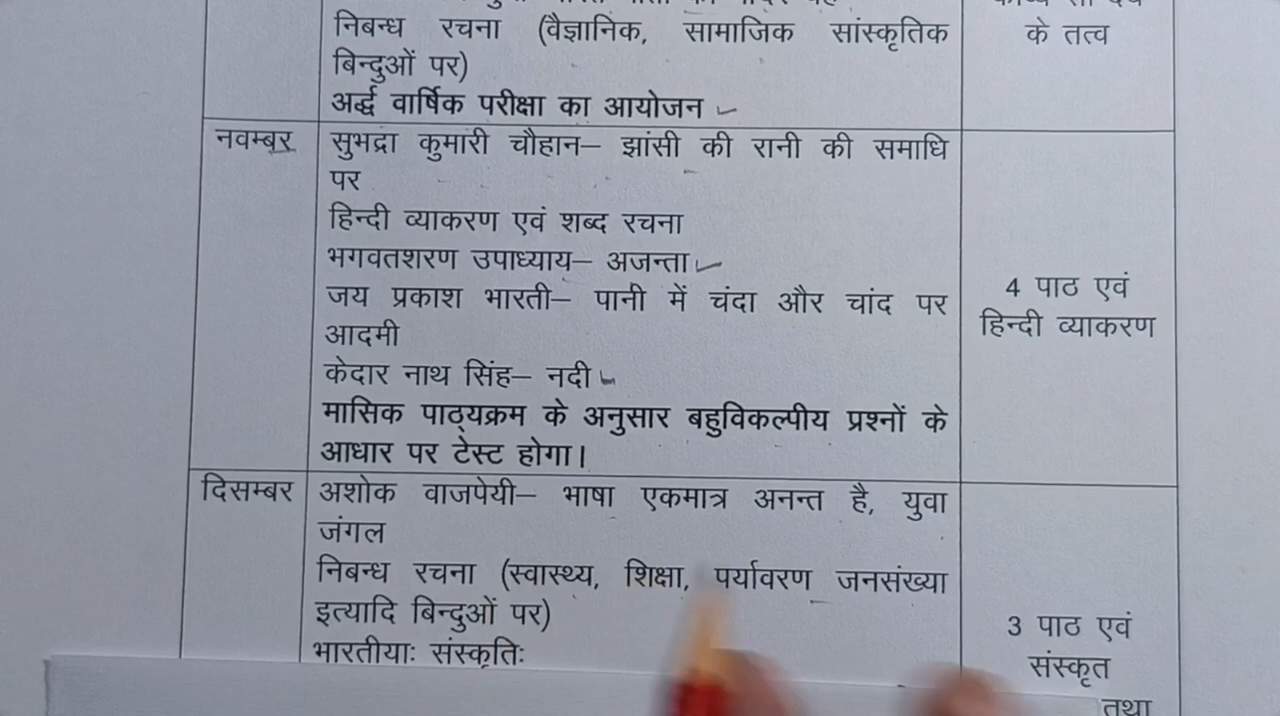 निबन्ध रचना (वैज्ञानिक, सामाजिक सांस्कृतिक
बिन्दुओं पर)
अर्द्ध वार्षिक परीक्षा का आयोजन
के तत्व
नवम्बर
सुभद्रा कुमारी चौहान– झांसी की रानी की समाधि
पर
हिन्दी व्याकरण एवं शब्द रचना
भगवतशरण उपाध्याय– अजन्ता
जय प्रकाश भारती– पानी में चंदा और चांद पर
आदमी
केदार नाथ सिंह– नदी
मासिक पाठ्यक्रम के अनुसार बहुविकल्पीय प्रश्नों के
आधार पर टेस्ट होगा।
4 पाठ एवं
हिन्दी व्याकरण
दिसम्बर
अशोक वाजपेयी– भाषा एकमात्र अनन्त है, युवा
जंगल
निबन्ध रचना (स्वास्थ्य, शिक्षा, पर्यावरण जनसंख्या
इत्यादि बिन्दुओं पर)
भारतीयाः संस्कृतिः
3 पाठ एवं
संस्कृत
तथा